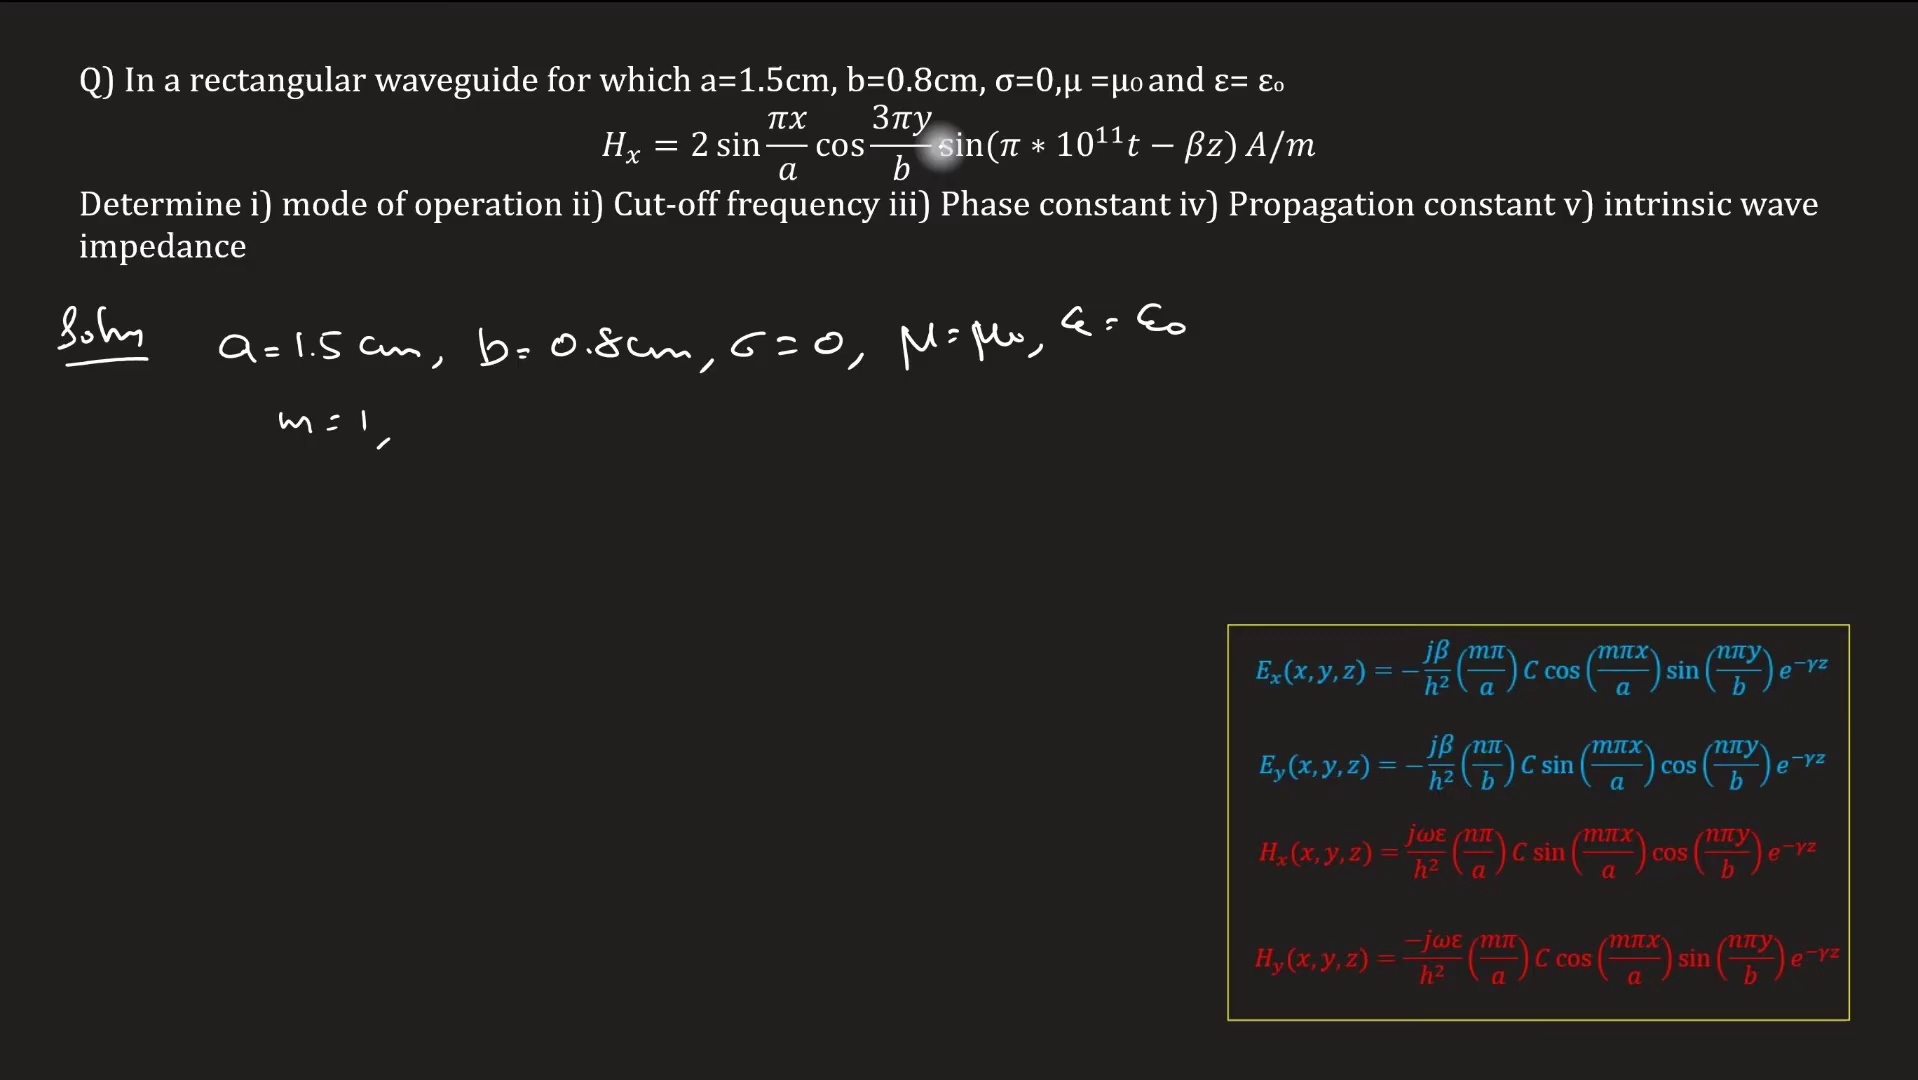 Q) In a rectangular waveguide for which a=1.5cm, b=0.8cm, σ=0,μ =μ₀ and ε= ε₀
Hₓ = 2 sin πx/a cos 3πy/b sin(π ∗ 10¹¹t − βz) A/m
Determine i) mode of operation ii) Cut-off frequency iii) Phase constant iv) Propagation constant v) intrinsic wave
impedance
Soln a=1.5 cm, b=0.8cm, σ=0, μ=μ₀, ε=ε₀
m=1,
Eₓ(x, y, z) = − jβ/h² (mπ/a) C cos (mπx/a) sin (nπy/b) e^−γz
E_y(x, y, z) = − jβ/h² (nπ/b) C sin (mπx/a) cos (nπy/b) e^−γz
Hₓ(x, y, z) = jωε/h² (nπ/a) C sin (mπx/a) cos (nπy/b) e^−γz
H_y(x, y, z) = −jωε/h² (mπ/a) C cos (mπx/a) sin (nπy/b) e^−γz